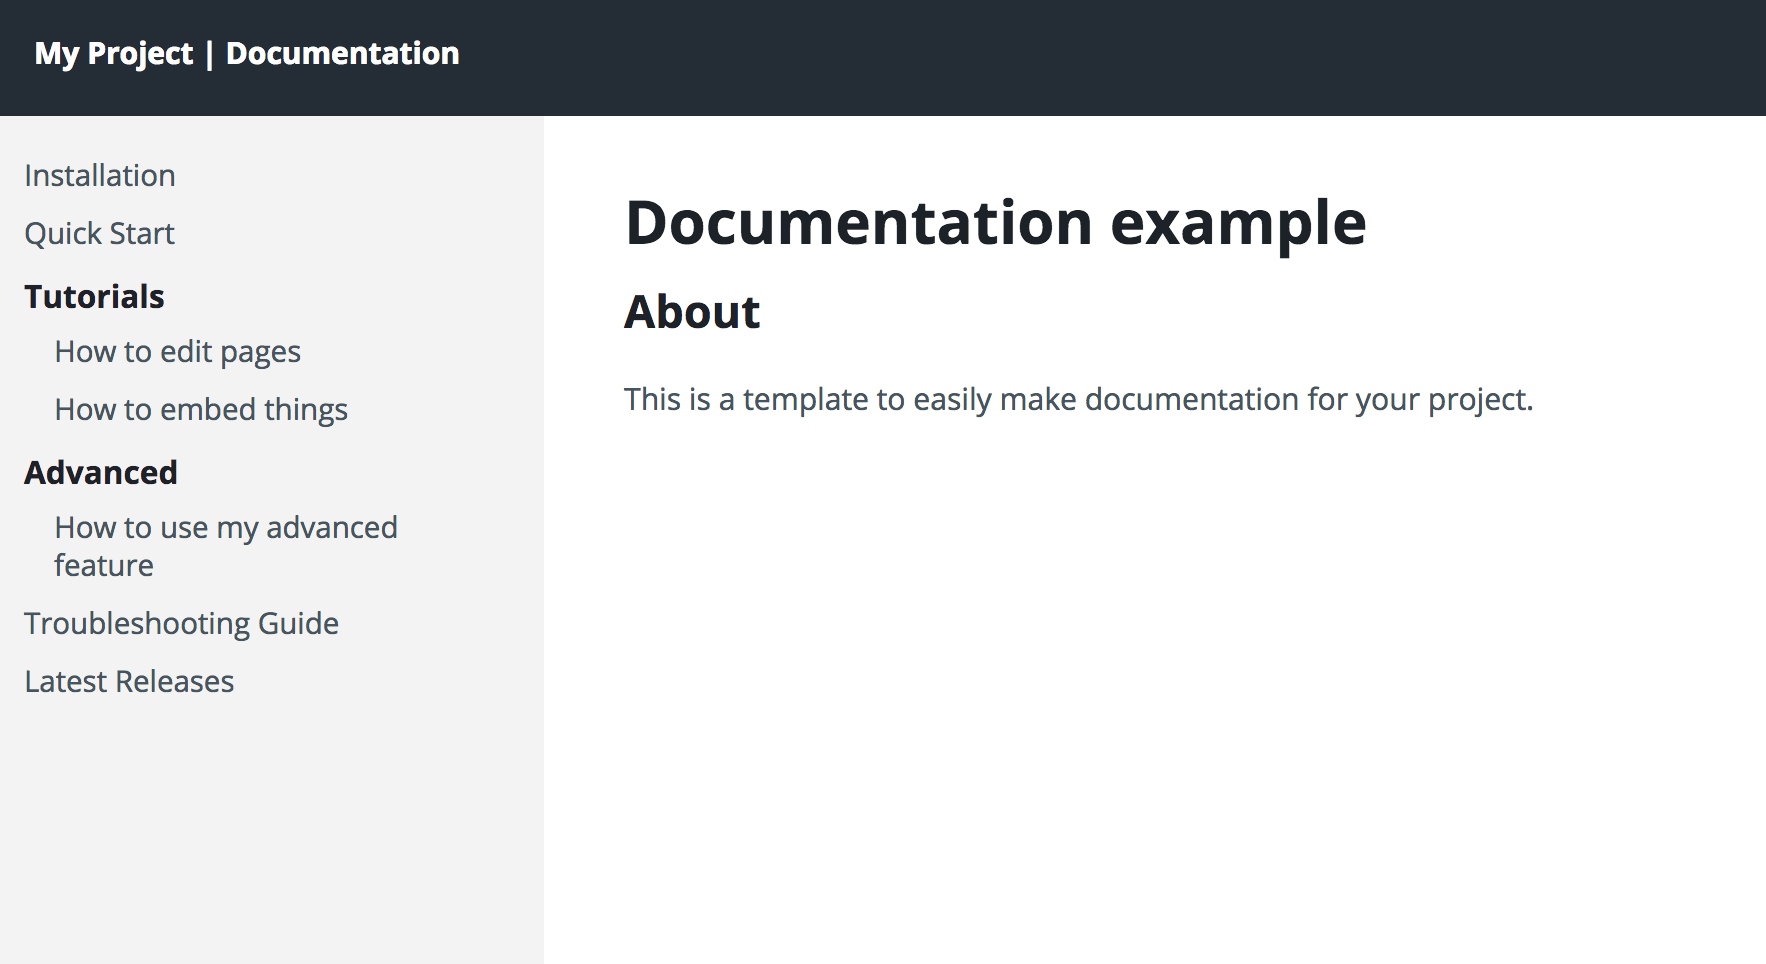 My Project | Documentation
Installation
Quick Start
Tutorials
How to edit pages
How to embed things
Advanced
How to use my advanced
feature
Troubleshooting Guide
Latest Releases
Documentation example
About
This is a template to easily make documentation for your project.